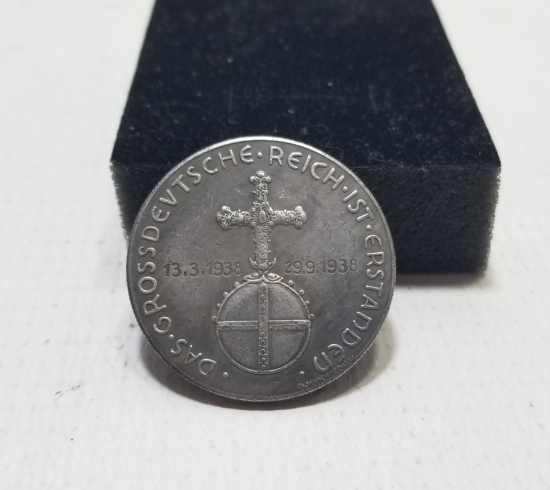 DAS · GROSSDEVTSCHE · REICH · IST · ERSTANDEN ·
13.3.1938 29.9.1938